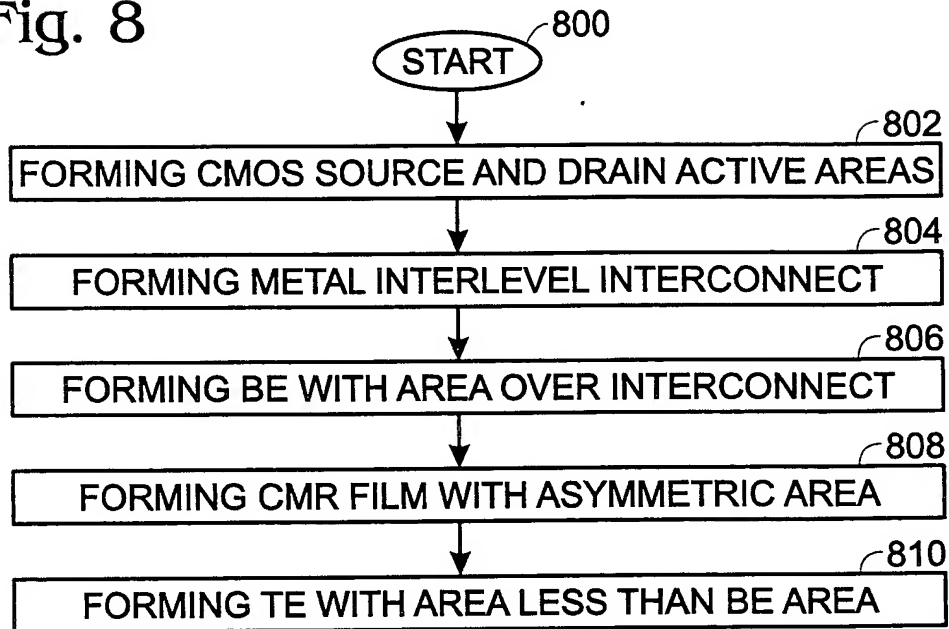 Fig. 8
800
START
802
FORMING CMOS SOURCE AND DRAIN ACTIVE AREAS
804
FORMING METAL INTERLEVEL INTERCONNECT
806
FORMING BE WITH AREA OVER INTERCONNECT
808
FORMING CMR FILM WITH ASYMMETRIC AREA
810
FORMING TE WITH AREA LESS THAN BE AREA